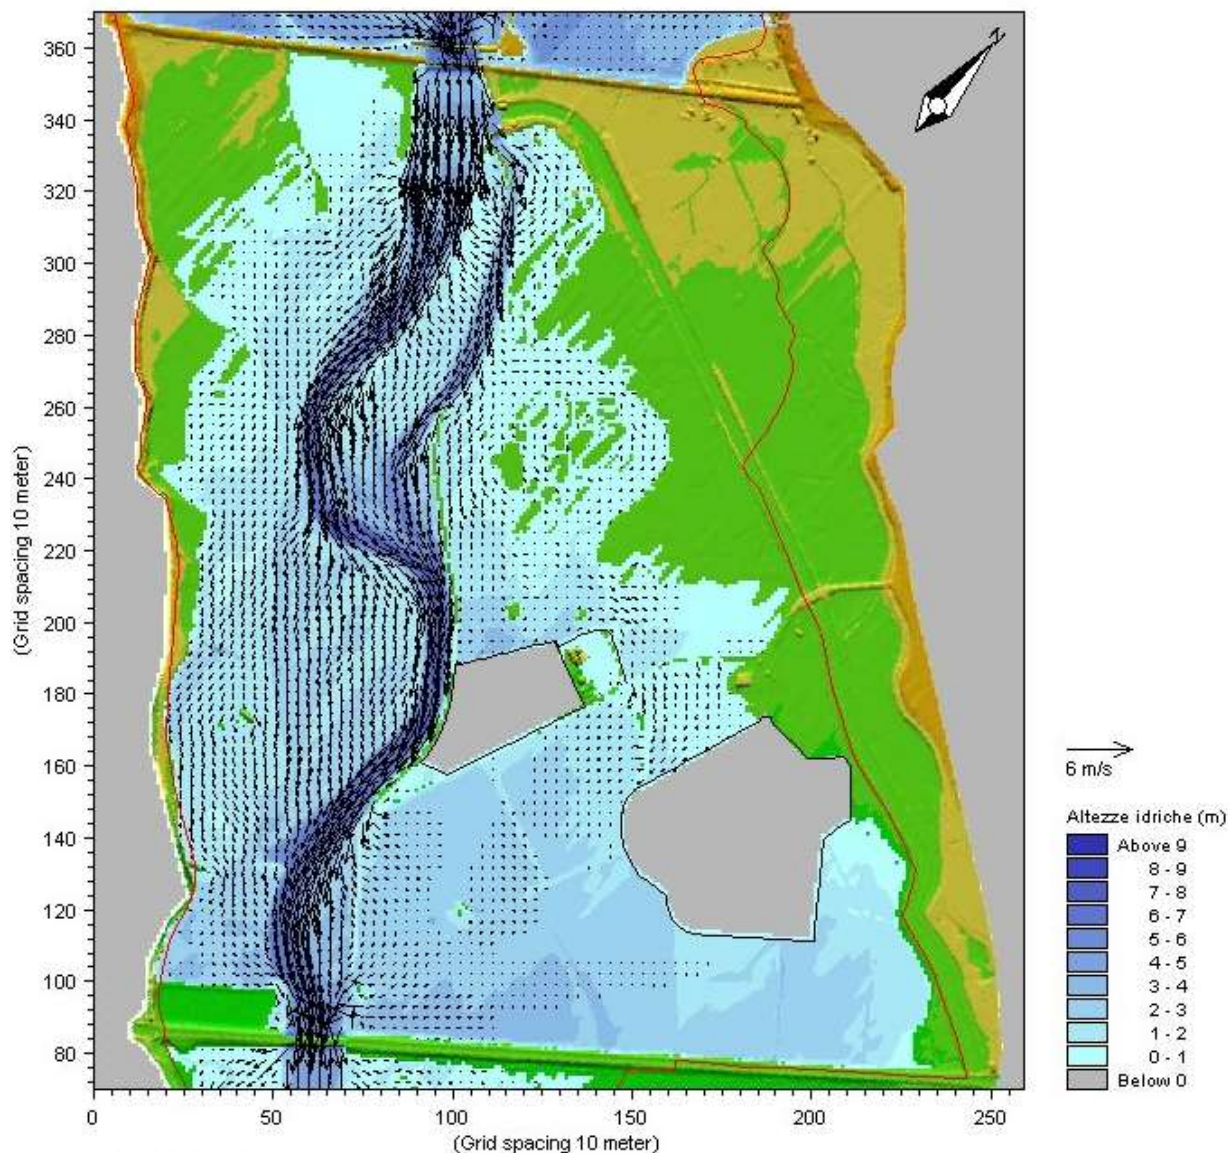 360
340
320
300
280
260
240
220
200
180
160
140
120
100
80
(Grid spacing 10 meter)
0 50 100 150 200 250
(Grid spacing 10 meter)
N
6 m/s
Altezze idriche (m)
Above 9
8 - 9
7 - 8
6 - 7
5 - 6
4 - 5
3 - 4
2 - 3
1 - 2
0 - 1
Below 0